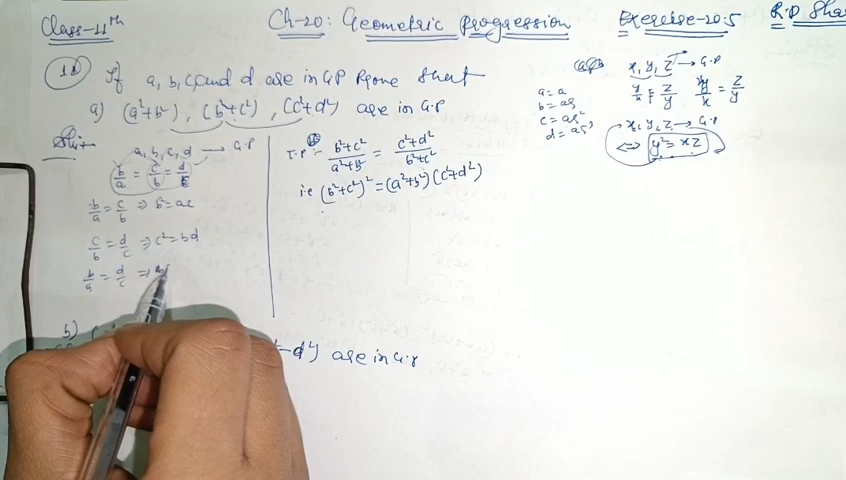 Class-11th Ch-20: Geometric Progression Exercise-20.5 R.D Sha
11 If a, b, c, and d are in G.P Prove that
a) (a²+b²), (b²+c²), (c²+d²) are in G.P
Soln:-
a, b, c, d → G.P
b/a = c/b = d/c
b/a = c/b ⇒ b² = ac
c/b = d/c ⇒ c² = bd
b/a = d/c ⇒
T.P :- (b²+c²)/(a²+b²) = (c²+d²)/(b²+c²)
i.e (b²+c²)² = (a²+b²)(c²+d²)
a = a
b = ar
c = ar²
d = ar³
x, y, z → G.P
y/x = z/y
y/x = z/y
x, y, z → G.P
⇔ y² = xz
b)
-d²) are in G.P